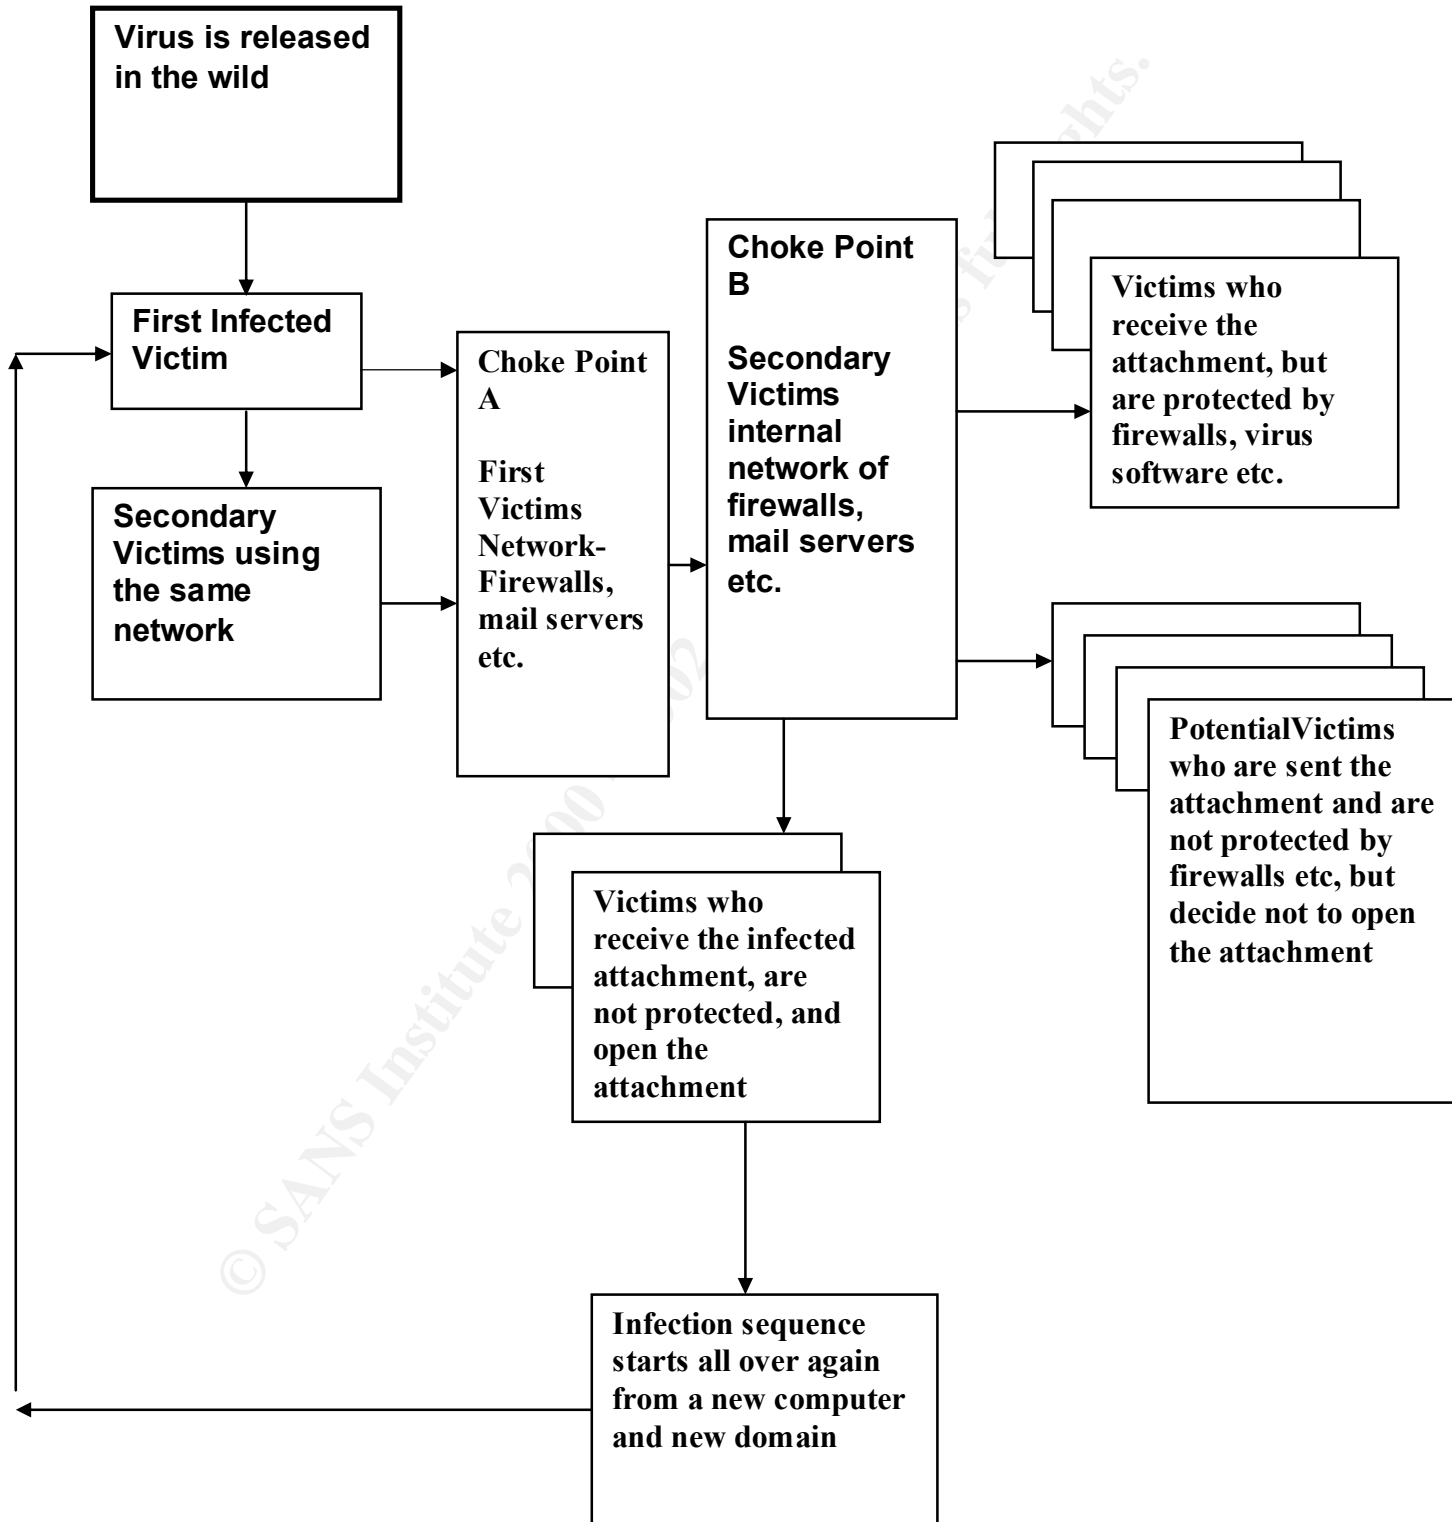 Virus is released
in the wild
First Infected
Victim
Secondary
Victims using
the same
network
Choke Point
A
First
Victims
Network-
Firewalls,
mail servers
etc.
Choke Point
B
Secondary
Victims
internal
network of
firewalls,
mail servers
etc.
Victims who
receive the
attachment, but
are protected by
firewalls, virus
software etc.
PotentialVictims
who are sent the
attachment and are
not protected by
firewalls etc, but
decide not to open
the attachment
Victims who
receive the infected
attachment, are
not protected, and
open the
attachment
Infection sequence
starts all over again
from a new computer
and new domain
© SANS Institute